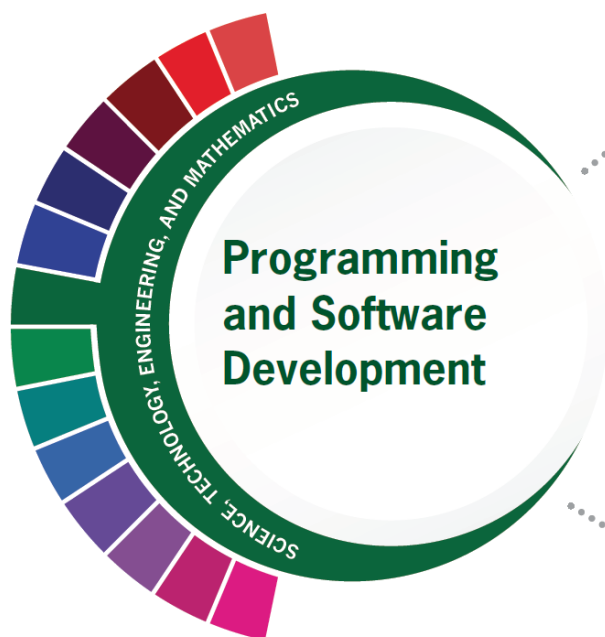 SCIENCE, TECHNOLOGY, ENGINEERING, AND MATHEMATICS
Programming
and Software
Development